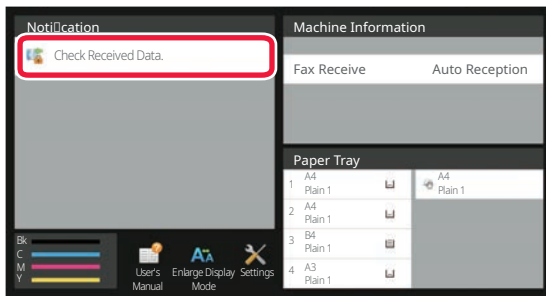 Noti▯cation
Check Received Data.
Machine Information
Fax Receive Auto Reception
Paper Tray
1 A4
Plain 1
2 A4
Plain 1
3 B4
Plain 1
4 A3
Plain 1
A4
Plain 1
Bk
C
M
Y
User's
Manual
Enlarge Display
Mode
Settings